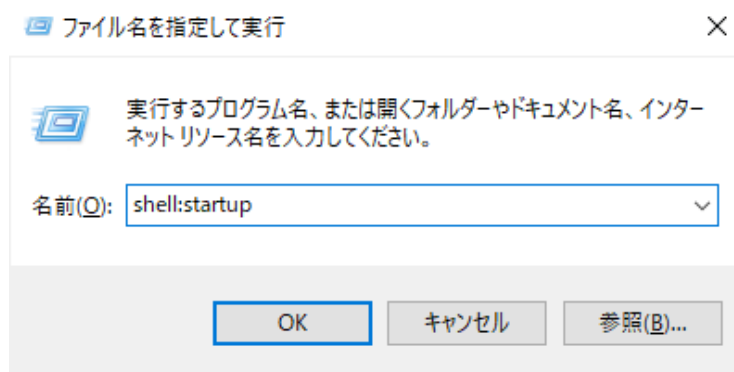 ファイル名を指定して実行
実行するプログラム名、または開くフォルダーやドキュメント名、インター
ネット リソース名を入力してください。
名前(O): shell:startup
OK キャンセル 参照(B)...